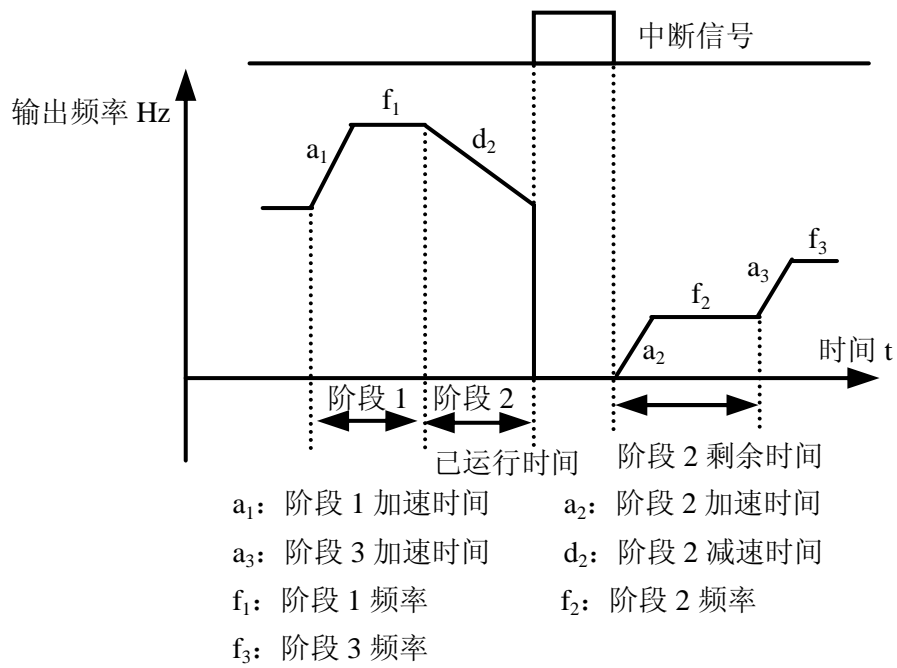 中断信号
输出频率 Hz
f₁
a₁
d₂
f₃
a₃
f₂
a₂
时间 t
阶段 1 阶段 2
已运行时间 阶段 2 剩余时间
a₁：阶段 1 加速时间 a₂：阶段 2 加速时间
a₃：阶段 3 加速时间 d₂：阶段 2 减速时间
f₁：阶段 1 频率 f₂：阶段 2 频率
f₃：阶段 3 频率